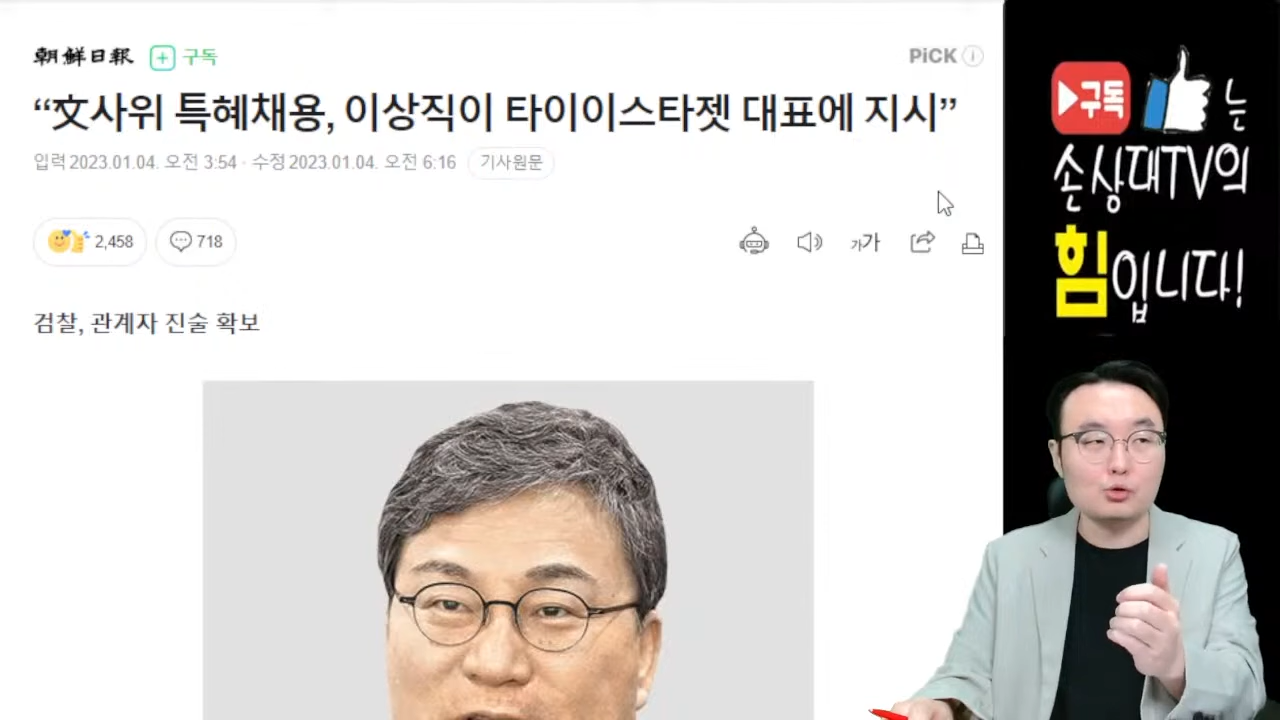 朝鮮日報 + 구독
PiCK i
“文사위 특혜채용, 이상직이 타이이스타젯 대표에 지시”
입력 2023.01.04. 오전 3:54 · 수정 2023.01.04. 오전 6:16 기사원문
2,458 718
가가
검찰, 관계자 진술 확보
구독 는
손상대TV의
힘입니다!